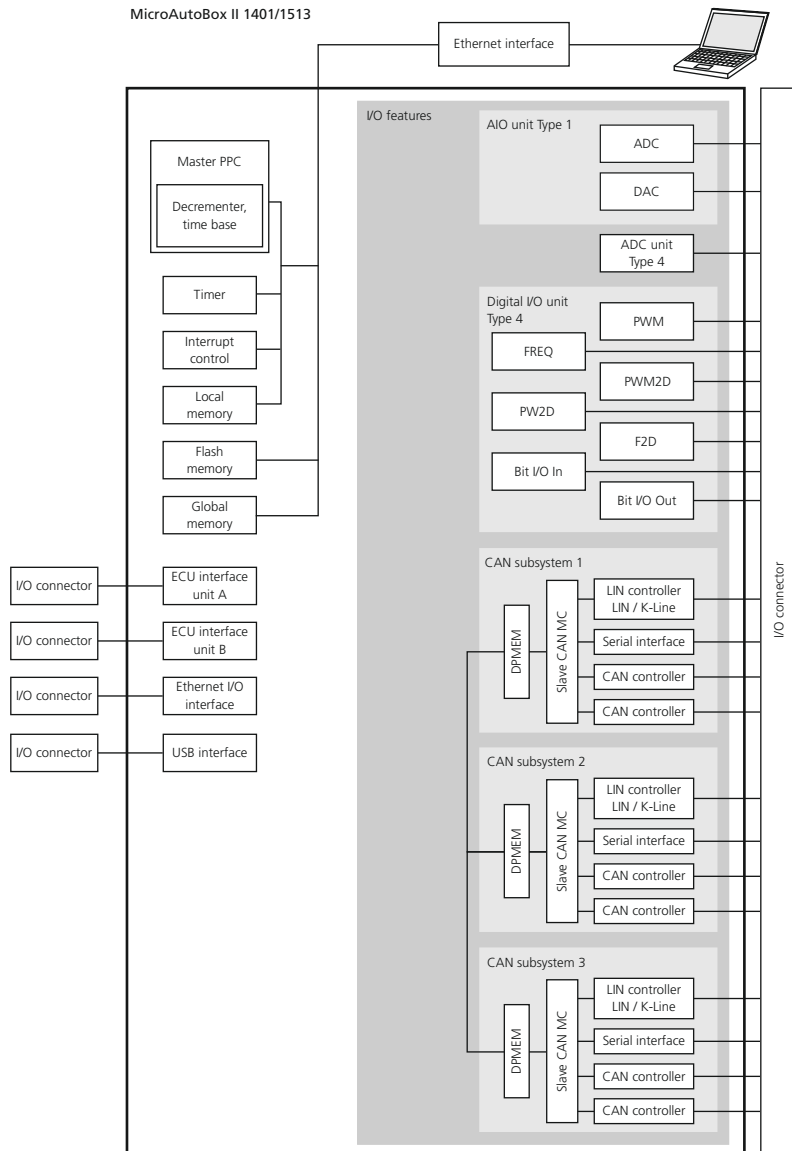 MicroAutoBox II 1401/1513
Ethernet interface
I/O features
AIO unit Type 1
ADC
DAC
Master PPC
Decrementer,
time base
ADC unit
Type 4
Timer
Digital I/O unit
Type 4
PWM
FREQ
Interrupt
control
PWM2D
Local
memory
PW2D
F2D
Flash
memory
Bit I/O In
Bit I/O Out
Global
memory
I/O connector
I/O connector
ECU interface
unit A
I/O connector
ECU interface
unit B
I/O connector
Ethernet I/O
interface
I/O connector
USB interface
CAN subsystem 1
DPMEM
Slave CAN MC
LIN controller
LIN / K-Line
Serial interface
CAN controller
CAN controller
CAN subsystem 2
DPMEM
Slave CAN MC
LIN controller
LIN / K-Line
Serial interface
CAN controller
CAN controller
CAN subsystem 3
DPMEM
Slave CAN MC
LIN controller
LIN / K-Line
Serial interface
CAN controller
CAN controller